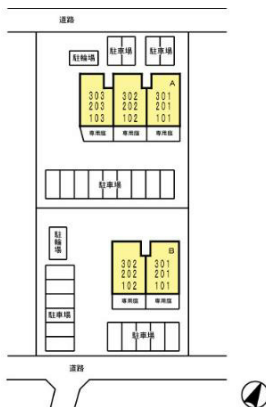 道路
駐車場
駐車場
駐輪場
A
303 302 301
203 202 201
103 102 101
専用庭 専用庭 専用庭
駐車場
駐輪場
B
302 301
202 201
102 101
専用庭 専用庭
駐車場
駐車場
道路